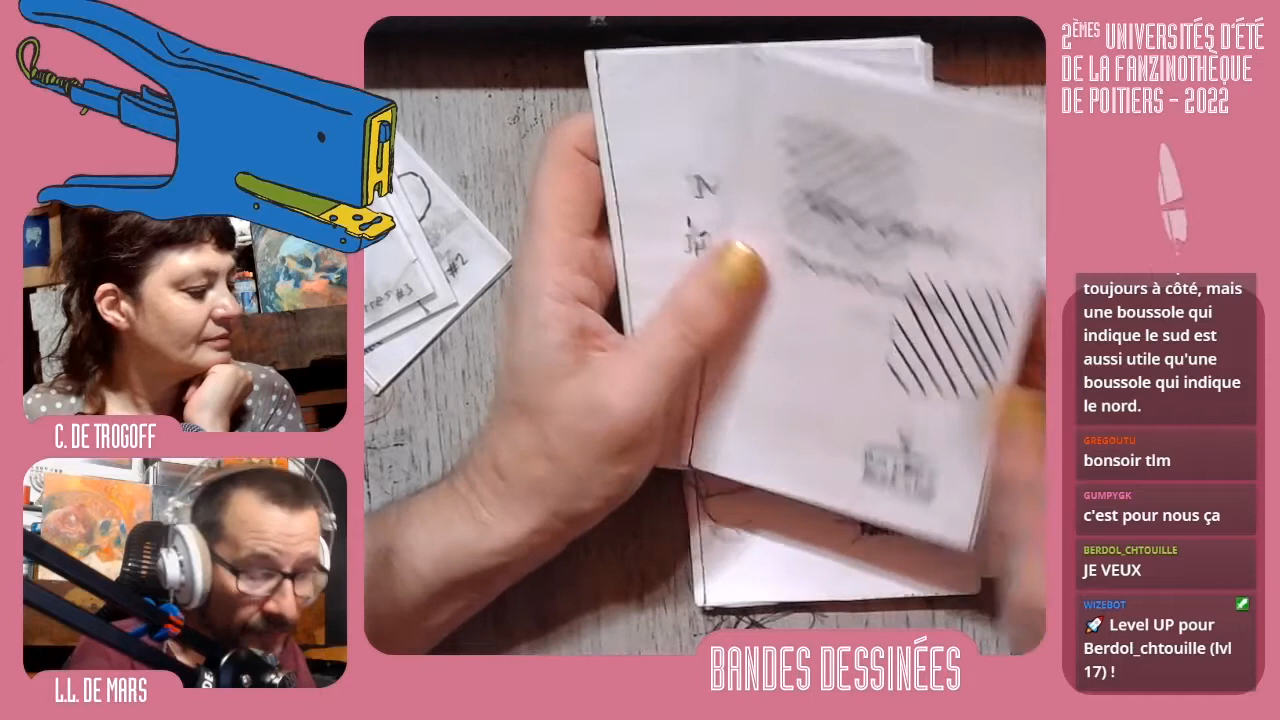 2ÈMES UNIVERSITÉS D'ÉTÉ
DE LA FANZINOTHÈQUE
DE POITIERS - 2022
#2
#3
C. DE TROGOFF
L.L. DE MARS
BANDES DESSINÉES
toujours à côté, mais
une boussole qui
indique le sud est
aussi utile qu'une
boussole qui indique
le nord.
GREGOUTU
bonsoir tlm
GUMPYGK
c'est pour nous ça
BERDOL_CHTOUILLE
JE VEUX
WIZEBOT
🚀 Level UP pour
Berdol_chtouille (lvl
17) !